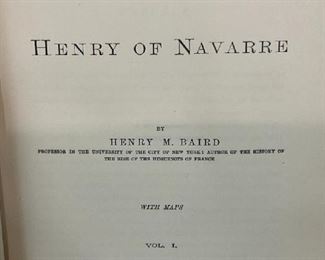 HENRY OF NAVARRE
BY
HENRY M. BAIRD
PROFESSOR IN THE UNIVERSITY OF THE CITY OF NEW YORK; AUTHOR OF THE HISTORY OF
THE RISE OF THE HUGUENOTS OF FRANCE
WITH MAPS
VOL. I.